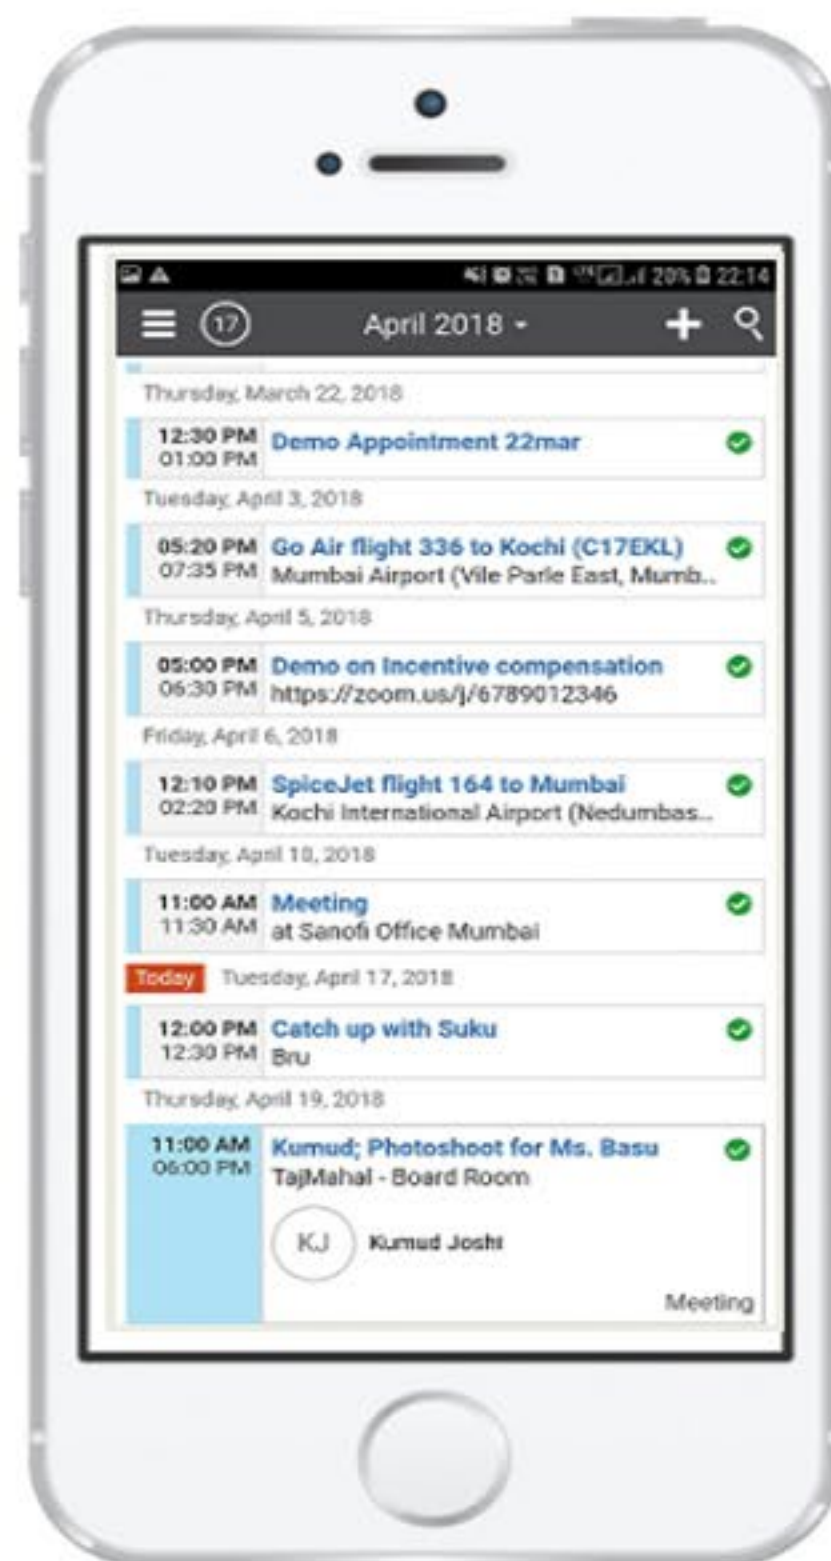 20% 22:14
17 April 2018
Thursday, March 22, 2018
12:30 PM Demo Appointment 22mar
01:00 PM
Tuesday, April 3, 2018
05:20 PM Go Air flight 336 to Kochi (C17EKL)
07:35 PM Mumbai Airport (Vile Parle East, Mumb..
Thursday, April 5, 2018
05:00 PM Demo on Incentive compensation
06:30 PM https://zoom.us/j/6789012346
Friday, April 6, 2018
12:10 PM SpiceJet flight 164 to Mumbai
02:20 PM Kochi International Airport (Nedumbas..
Tuesday, April 10, 2018
11:00 AM Meeting
11:30 AM at Sanofi Office Mumbai
Today Tuesday, April 17, 2018
12:00 PM Catch up with Suku
12:30 PM Bru
Thursday, April 19, 2018
11:00 AM Kumud; Photoshoot for Ms. Basu
06:00 PM TajMahal - Board Room
KJ Kumud Joshi
Meeting